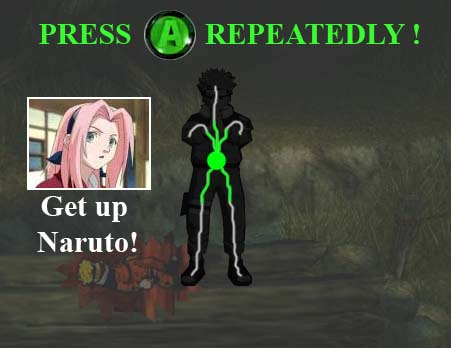 PRESS A REPEATEDLY !
Get up
Naruto!